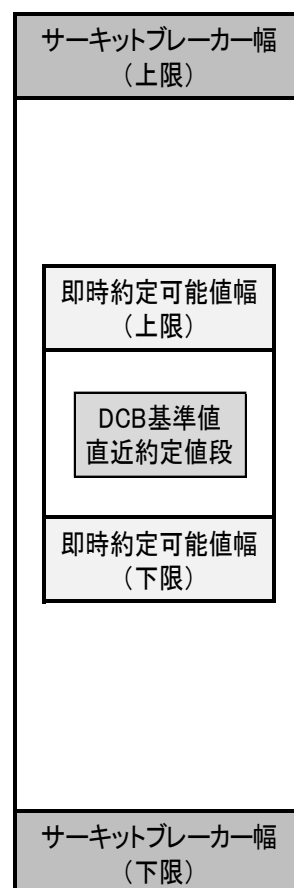 サーキットブレーカー幅
（上限）
即時約定可能値幅
（上限）
DCB基準値
直近約定値段
即時約定可能値幅
（下限）
サーキットブレーカー幅
（下限）